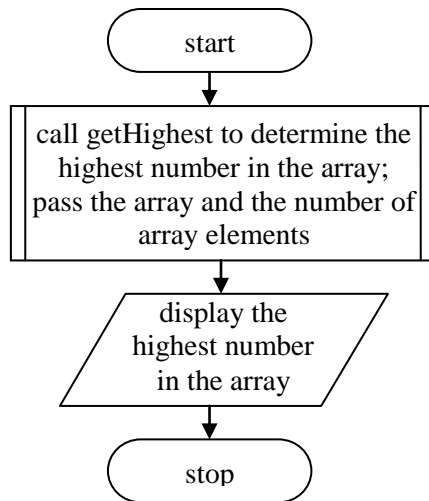 start
call getHighest to determine the
highest number in the array;
pass the array and the number of
array elements
display the
highest number
in the array
stop